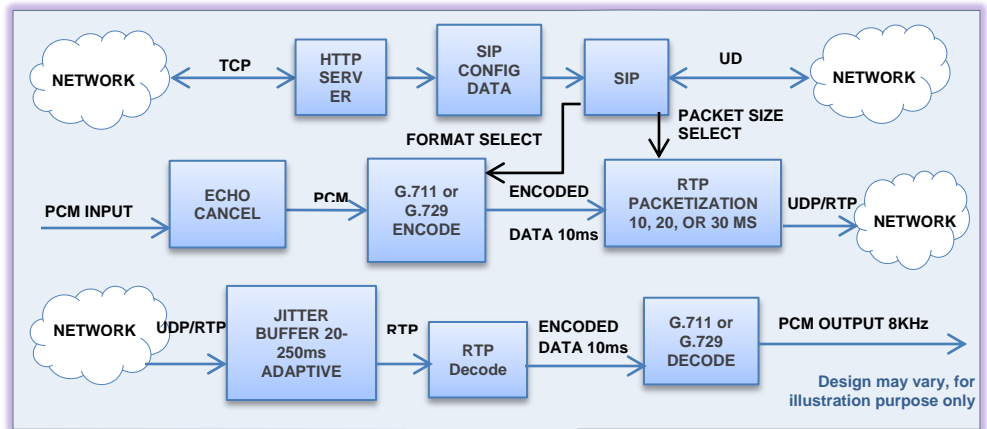 NETWORK
TCP
HTTP
SERV
ER
SIP
CONFIG
DATA
SIP
UD
NETWORK
FORMAT SELECT
PACKET SIZE
SELECT
PCM INPUT
ECHO
CANCEL
PCM
G.711 or
G.729
ENCODE
ENCODED
DATA 10ms
RTP
PACKETIZATION
10, 20, OR 30 MS
UDP/RTP
NETWORK
NETWORK
UDP/RTP
JITTER
BUFFER 20-
250ms
ADAPTIVE
RTP
RTP
Decode
ENCODED
DATA 10ms
G.711 or
G.729
DECODE
PCM OUTPUT 8KHz
Design may vary, for
illustration purpose only